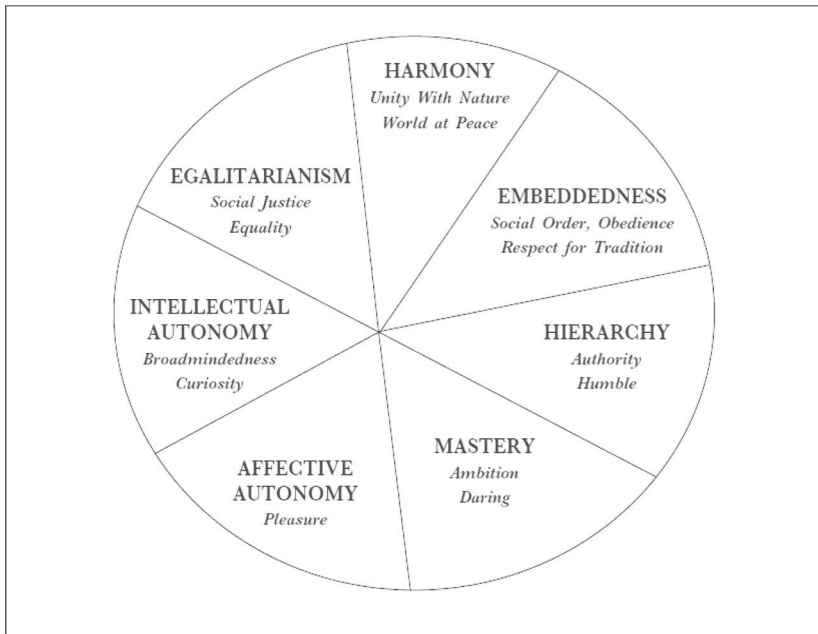 HARMONY
Unity With Nature
World at Peace
EMBEDDEDNESS
Social Order, Obedience
Respect for Tradition
HIERARCHY
Authority
Humble
MASTERY
Ambition
Daring
AFFECTIVE
AUTONOMY
Pleasure
INTELLECTUAL
AUTONOMY
Broadmindedness
Curiosity
EGALITARIANISM
Social Justice
Equality